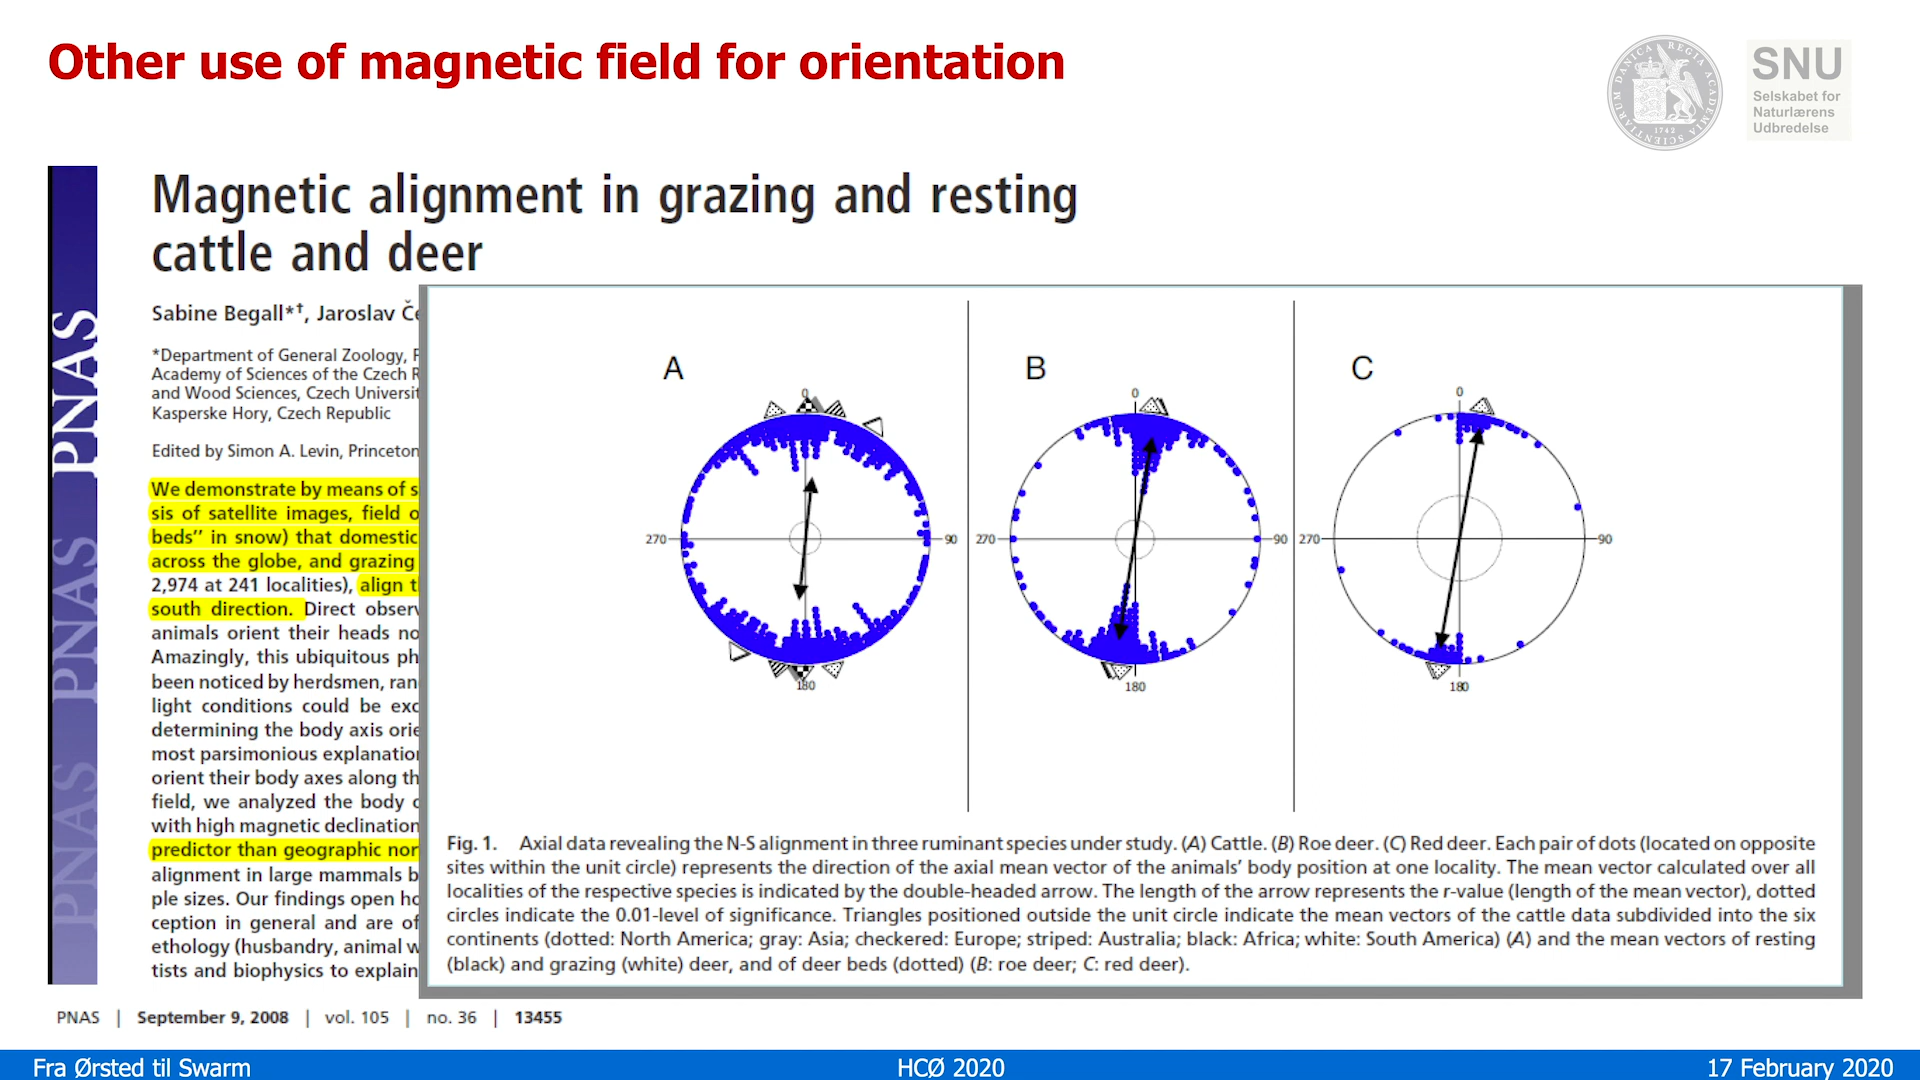 Other use of magnetic field for orientation
REGIA DANICA ACADEMIA SCIENTIARUM
1742
SNU
Selskabet for
Naturlærens
Udbredelse
PNAS
PNAS
PNAS
Magnetic alignment in grazing and resting
cattle and deer
Sabine Begall*†, Jaroslav
*Department of General Zoology,
Academy of Sciences of the Czech
and Wood Sciences, Czech
Kasperske Hory, Czech Republic
Edited by Simon A. Levin, Princeton
We demonstrate by means of s
sis of satellite images, field o
beds” in snow) that domestic
across the globe, and grazing
2,974 at 241 localities), align t
south direction. Direct observ
animals orient their heads no
Amazingly, this ubiquitous ph
been noticed by herdsmen, ran
light conditions could be exc
determining the body axis orie
most parsimonious explanation
orient their body axes along th
field, we analyzed the body o
with high magnetic declination
predictor than geographic nor
alignment in large mammals b
ple sizes. Our findings open ho
ception in general and are of
ethology (husbandry, animal w
tists and biophysics to explain
A
0
270
90
180
B
0
270
90
180
C
0
270
90
180
Fig. 1. Axial data revealing the N-S alignment in three ruminant species under study. (A) Cattle. (B) Roe deer. (C) Red deer. Each pair of dots (located on opposite
sites within the unit circle) represents the direction of the axial mean vector of the animals’ body position at one locality. The mean vector calculated over all
localities of the respective species is indicated by the double-headed arrow. The length of the arrow represents the r-value (length of the mean vector), dotted
circles indicate the 0.01-level of significance. Triangles positioned outside the unit circle indicate the mean vectors of the cattle data subdivided into the six
continents (dotted: North America; gray: Asia; checkered: Europe; striped: Australia; black: Africa; white: South America) (A) and the mean vectors of resting
(black) and grazing (white) deer, and of deer beds (dotted) (B: roe deer; C: red deer).
PNAS | September 9, 2008 | vol. 105 | no. 36 | 13455
Fra Ørsted til Swarm
HCØ 2020
17 February 2020